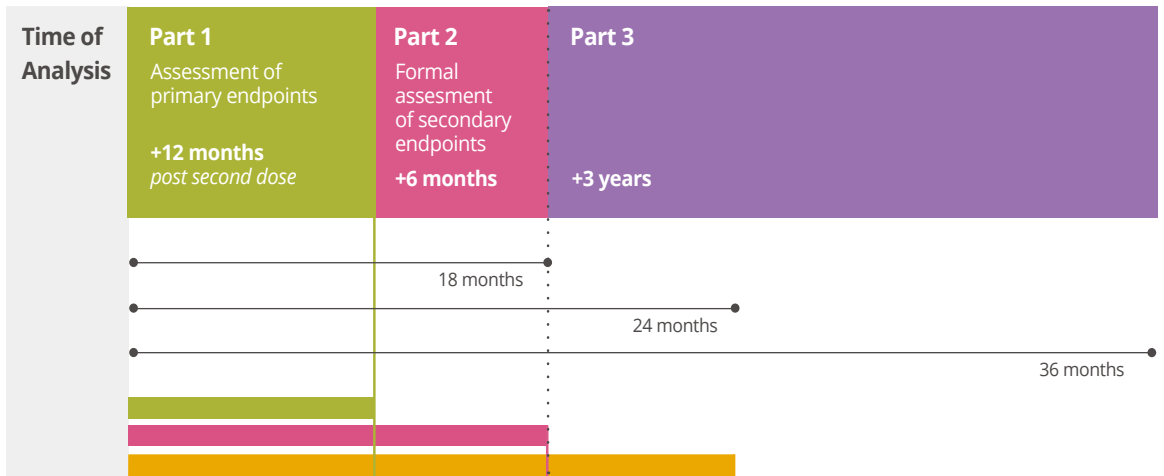 Time of
Analysis
Part 1
Assessment of
primary endpoints
+12 months
post second dose
Part 2
Formal
assesment
of secondary
endpoints
+6 months
Part 3
+3 years
18 months
24 months
36 months